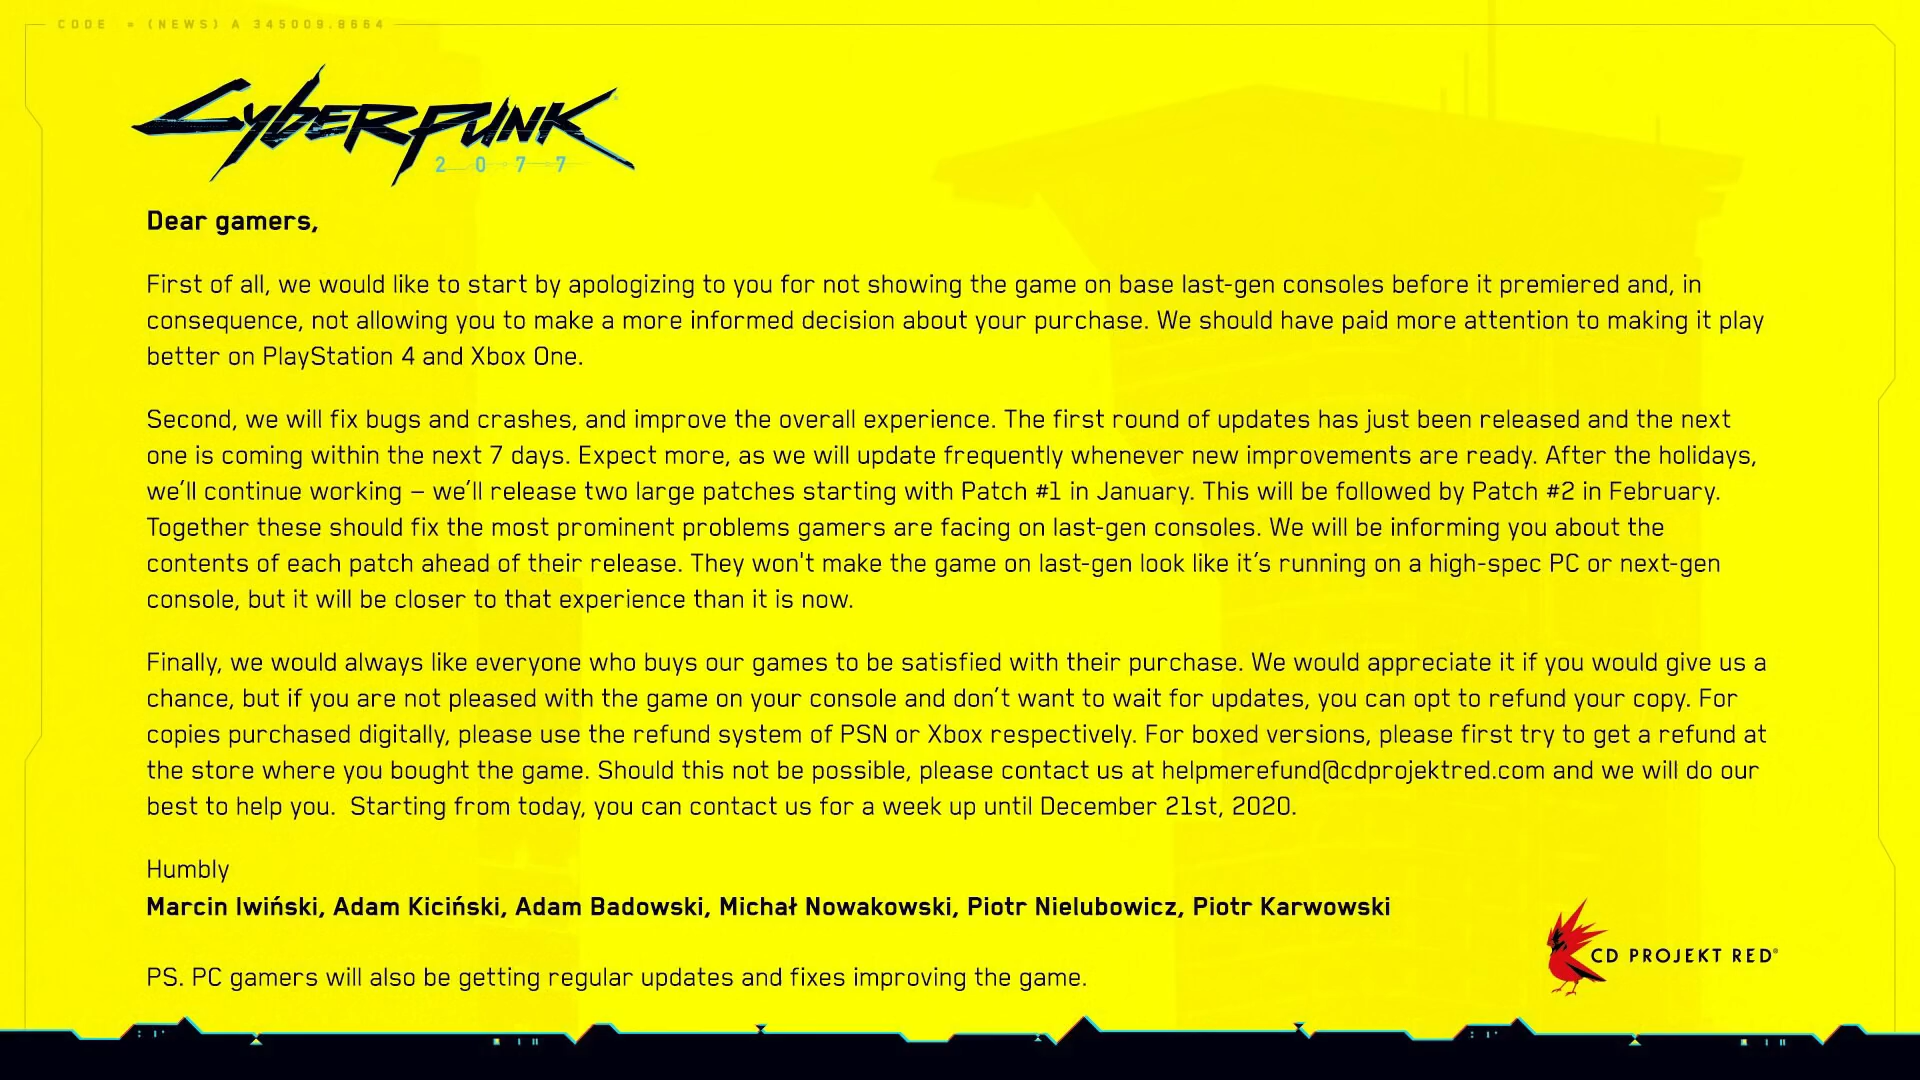 CODE ¤ (NEWS) A 345009.8664
Cyberpunk
2077
Dear gamers,
First of all, we would like to start by apologizing to you for not showing the game on base last-gen consoles before it premiered and, in
consequence, not allowing you to make a more informed decision about your purchase. We should have paid more attention to making it play
better on PlayStation 4 and Xbox One.
Second, we will fix bugs and crashes, and improve the overall experience. The first round of updates has just been released and the next
one is coming within the next 7 days. Expect more, as we will update frequently whenever new improvements are ready. After the holidays,
we’ll continue working – we’ll release two large patches starting with Patch #1 in January. This will be followed by Patch #2 in February.
Together these should fix the most prominent problems gamers are facing on last-gen consoles. We will be informing you about the
contents of each patch ahead of their release. They won't make the game on last-gen look like it’s running on a high-spec PC or next-gen
console, but it will be closer to that experience than it is now.
Finally, we would always like everyone who buys our games to be satisfied with their purchase. We would appreciate it if you would give us a
chance, but if you are not pleased with the game on your console and don’t want to wait for updates, you can opt to refund your copy. For
copies purchased digitally, please use the refund system of PSN or Xbox respectively. For boxed versions, please first try to get a refund at
the store where you bought the game. Should this not be possible, please contact us at helpmerefund@cdprojektred.com and we will do our
best to help you.  Starting from today, you can contact us for a week up until December 21st, 2020.
Humbly
Marcin Iwiński, Adam Kiciński, Adam Badowski, Michał Nowakowski, Piotr Nielubowicz, Piotr Karwowski
CD PROJEKT RED®
PS. PC gamers will also be getting regular updates and fixes improving the game.